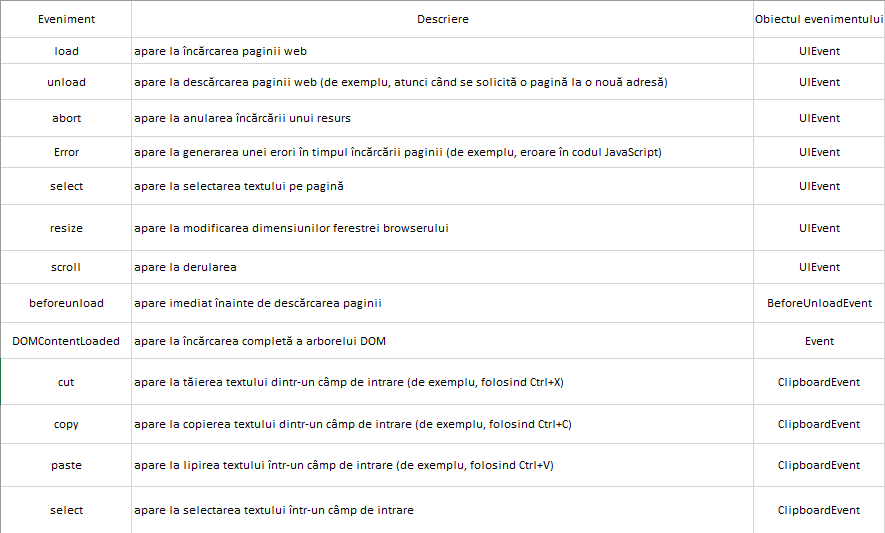 Eveniment Descriere Obiectul evenimentului
load apare la încărcarea paginii web UIEvent
unload apare la descărcarea paginii web (de exemplu, atunci când se solicită o pagină la o nouă adresă) UIEvent
abort apare la anularea încărcării unui resurs UIEvent
Error apare la generarea unei erori în timpul încărcării paginii (de exemplu, eroare în codul JavaScript) UIEvent
select apare la selectarea textului pe pagină UIEvent
resize apare la modificarea dimensiunilor ferestrei browserului UIEvent
scroll apare la derularea UIEvent
beforeunload apare imediat înainte de descărcarea paginii BeforeUnloadEvent
DOMContentLoaded apare la încărcarea completă a arborelui DOM Event
cut apare la tăierea textului dintr-un câmp de intrare (de exemplu, folosind Ctrl+X) ClipboardEvent
copy apare la copierea textului dintr-un câmp de intrare (de exemplu, folosind Ctrl+C) ClipboardEvent
paste apare la lipirea textului într-un câmp de intrare (de exemplu, folosind Ctrl+V) ClipboardEvent
select apare la selectarea textului într-un câmp de intrare ClipboardEvent